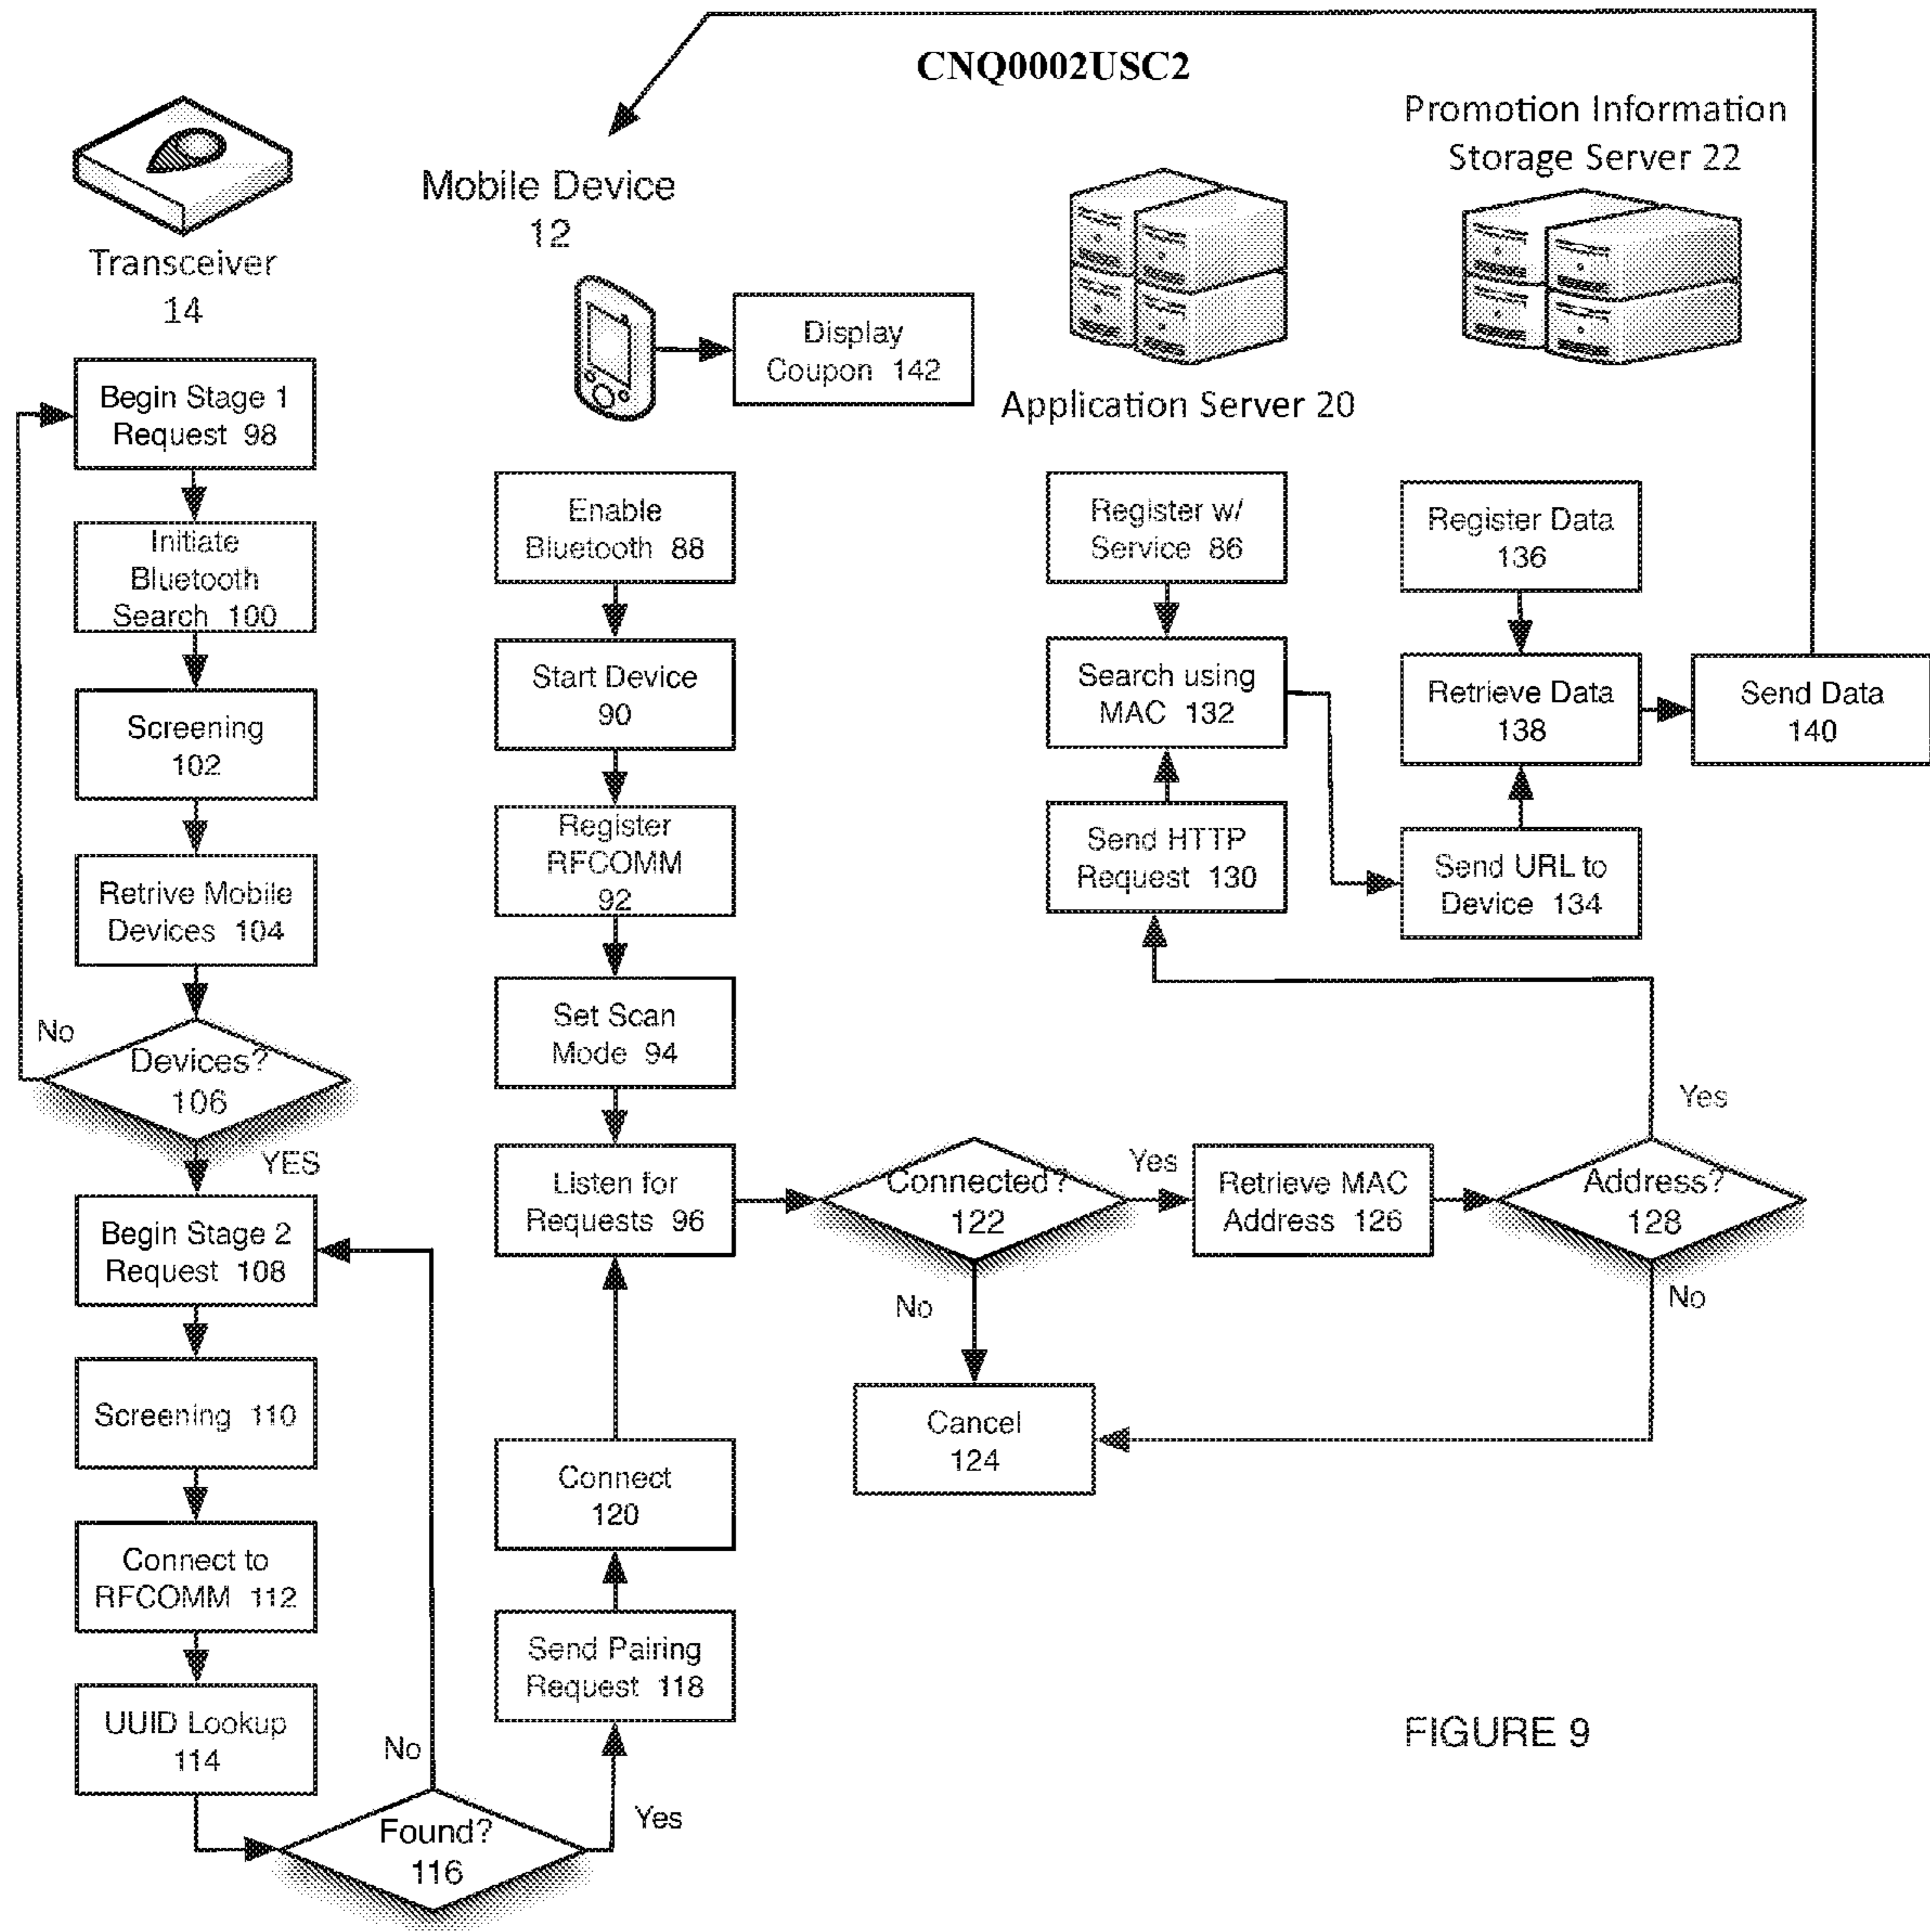 CNQ0002USC2
Transceiver
14
Mobile Device
12
Application Server 20
Promotion Information
Storage Server 22
Display
Coupon 142
Begin Stage 1
Request 98
Initiate
Bluetooth
Search 100
Screening
102
Retrive Mobile
Devices 104
No
Devices?
106
YES
Begin Stage 2
Request 108
Screening 110
Connect to
RFCOMM 112
UUID Lookup
114
No
Found?
116
Yes
Enable
Bluetooth 88
Start Device
90
Register
RFCOMM
92
Set Scan
Mode 94
Listen for
Requests 96
Connect
120
Send Pairing
Request 118
Connected?
122
Yes
No
Cancel
124
Retrieve MAC
Address 126
Address?
128
Yes
No
Register w/
Service 86
Search using
MAC 132
Send HTTP
Request 130
Register Data
136
Retrieve Data
138
Send URL to
Device 134
Send Data
140
FIGURE 9